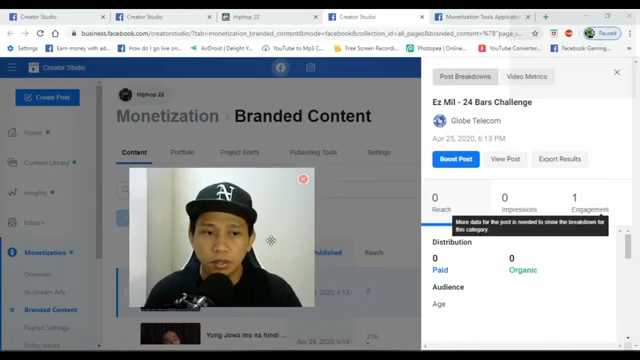 Creator Studio
Creator Studio
Hiphop 22
Creator Studio
Monetization Tools Applicatio
business.facebook.com/creatorstudio/?tab=monetization_branded_content&mode=facebook&collection_id=all_pages&branded_content=%7B"page_i
Paused
Settings
Earn money with ad...
How do I go live on...
AirDroid | Delight Y...
YouTube to Mp3 C...
Free Screen Record...
Photopea | Online P...
YouTube Converter...
Facebook Gaming...
Creator Studio
Create Post
Home
Content Library
Insights
Inbox+
Monetization
Overview
In-Stream Ads
Branded Content
Payout Settings
Policy Issues
Hiphop 22
Monetization › Branded Content
Content
Portfolio
Project Briefs
Publishing Tools
Settings
Reach
0
Yung Jowa mo na hindi ...
Apr 24, 2020 6:14
216
Post Breakdowns
Video Metrics
Ez Mil - 24 Bars Challenge
Globe Telecom
Apr 25, 2020, 6:13 PM
Boost Post
View Post
Export Results
0
Reach
0
Impressions
1
Engagement
More data for the post is needed to show the breakdown for
this category.
Distribution
0
Paid
0
Organic
Audience
Age